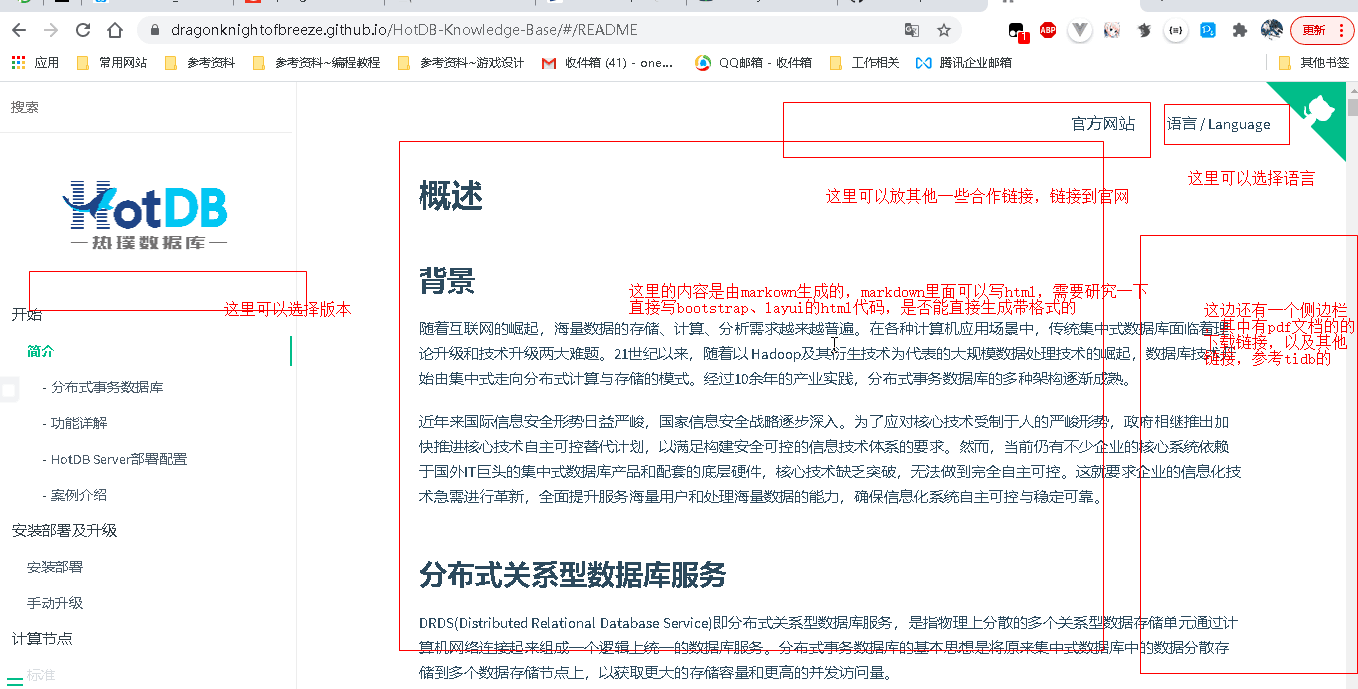 dragonknightofbreeze.github.io/HotDB-Knowledge-Base/#/README
1
ABP
更新
应用
常用网站
参考资料
参考资料~编程教程
参考资料~游戏设计
收件箱 (41) - one...
QQ邮箱 - 收件箱
工作相关
腾讯企业邮箱
其他书签
搜索
官方网站
语言 / Language
这里可以选择语言
这里可以放其他一些合作链接，链接到官网
HotDB
热璞数据库
这里可以选择版本
开始
简介
- 分布式事务数据库
- 功能详解
- HotDB Server部署配置
- 案例介绍
安装部署及升级
安装部署
手动升级
计算节点
标准
概述
背景
这里的内容是由markown生成的，markdown里面可以写html，需要研究一下
直接写bootstrap、layui的html代码，是否能直接生成带格式的
这边还有一个侧边栏
，其中有pdf文档的的
下载链接，以及其他
链接，参考tidb的
随着互联网的崛起，海量数据的存储、计算、分析需求越来越普遍。在各种计算机应用场景中，传统集中式数据库面临着理
论升级和技术升级两大难题。21世纪以来，随着以 Hadoop及其衍生技术为代表的大规模数据处理技术的崛起，数据库技术开
始由集中式走向分布式计算与存储的模式。经过10余年的产业实践，分布式事务数据库的多种架构逐渐成熟。
近年来国际信息安全形势日益严峻，国家信息安全战略逐步深入。为了应对核心技术受制于人的严峻形势，政府相继推出加
快推进核心技术自主可控替代计划，以满足构建安全可控的信息技术体系的要求。然而，当前仍有不少企业的核心系统依赖
于国外IT巨头的集中式数据库产品和配套的底层硬件，核心技术缺乏突破，无法做到完全自主可控。这就要求企业的信息化技
术急需进行革新，全面提升服务海量用户和处理海量数据的能力，确保信息化系统自主可控与稳定可靠。
分布式关系型数据库服务
DRDS(Distributed Relational Database Service)即分布式关系型数据库服务，是指物理上分散的多个关系型数据存储单元通过计
算机网络连接起来组成一个逻辑上统一的数据库服务。分布式事务数据库的基本思想是将原来集中式数据库中的数据分散存
储到多个数据存储节点上，以获取更大的存储容量和更高的并发访问量。